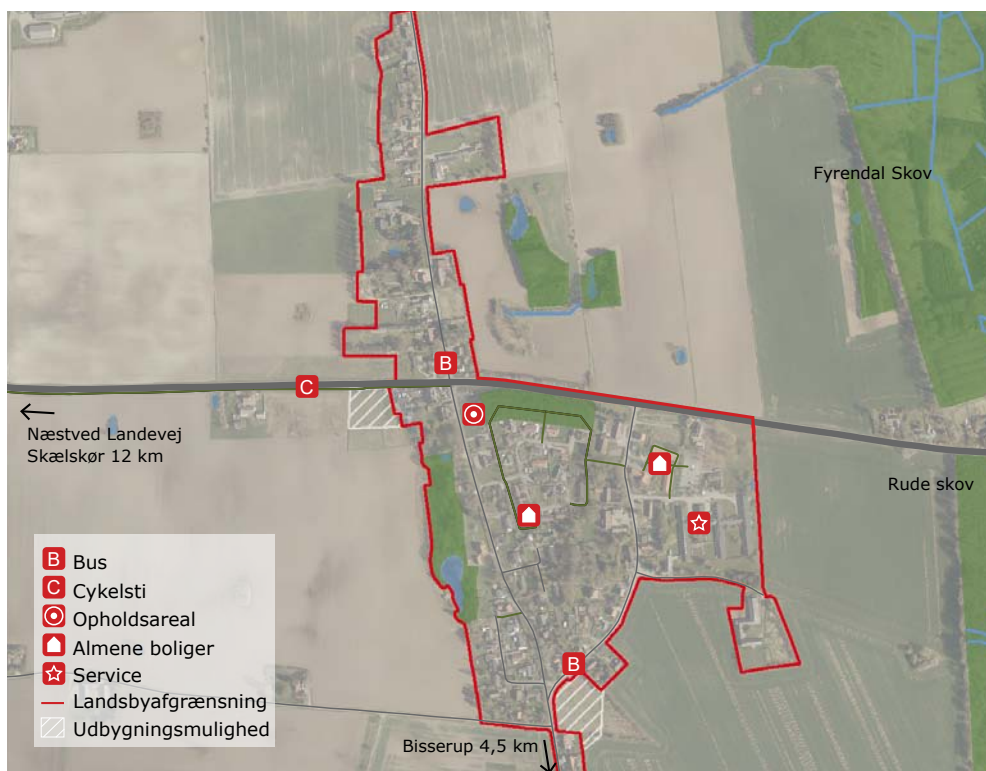 Fyrendal Skov
B
C
Næstved Landevej
Skælskør 12 km
Rude skov
B Bus
C Cykelsti
Opholdsareal
Almene boliger
Service
Landsbyafgrænsning
Udbygningsmulighed
B
Bisserup 4,5 km